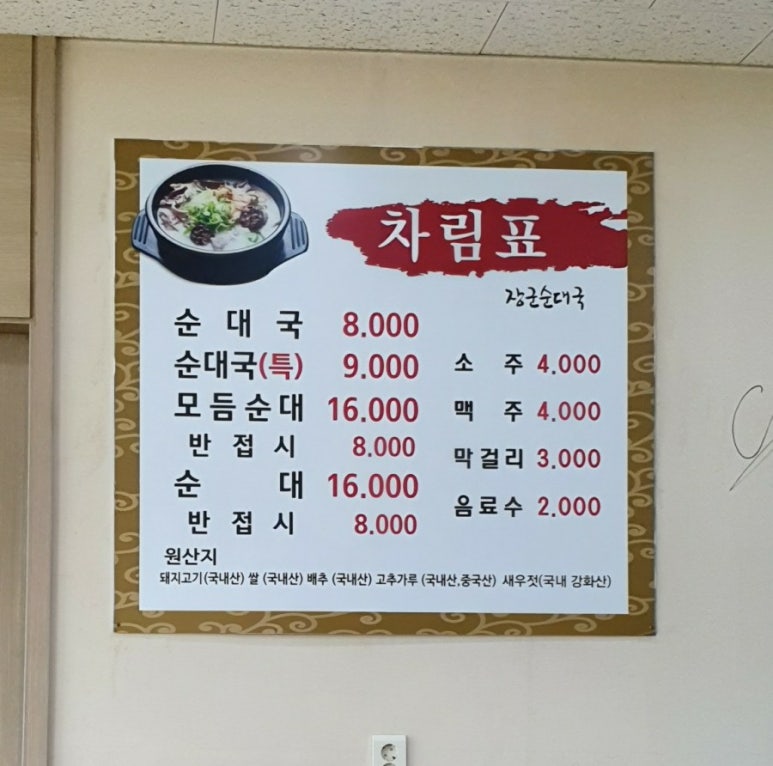 차림표
장군순대국
순대국 8.000
순대국(특) 9.000
모듬순대 16.000
반접시 8.000
순대 16.000
반접시 8.000
소주 4.000
맥주 4.000
막걸리 3.000
음료수 2.000
원산지
돼지고기(국내산) 쌀 (국내산) 배추 (국내산) 고추가루 (국내산,중국산) 새우젓(국내 강화산)